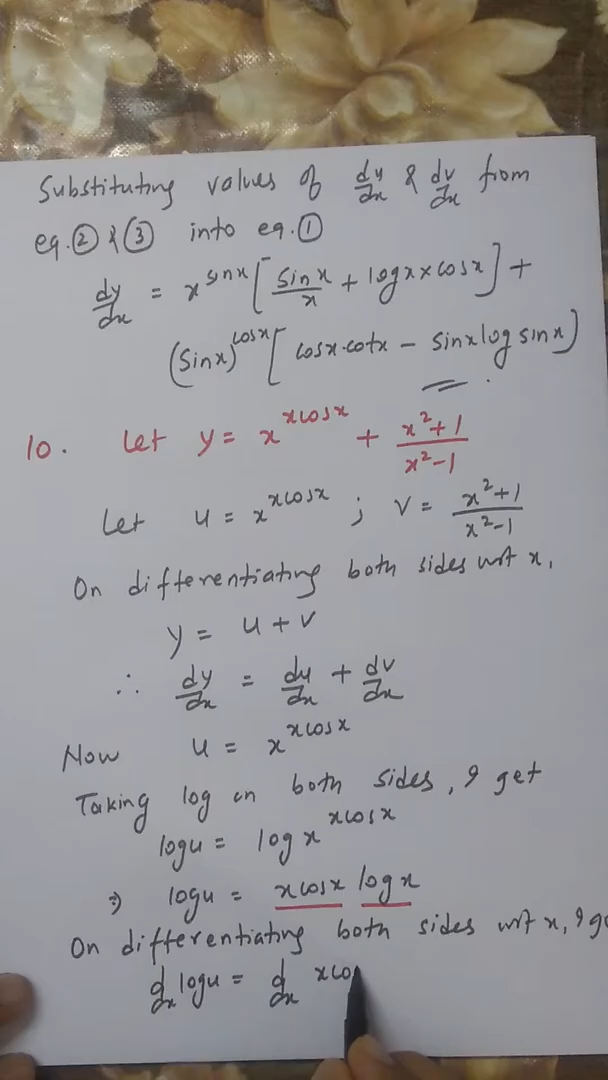 Substituting values of du/dx & dv/dx from
eq.② & ③ into eq.①
dy/dx = x^sinx [sinx/x + logx×cosx] +
(sinx)^cosx [cosx·cotx − sinx log sinx]
10. Let y = x^xcosx + x²+1/x²-1
Let u = x^xcosx ; v = x²+1/x²-1
On differentiating both sides wrt x,
y = u + v
∴ dy/dx = du/dx + dv/dx
Now u = x^xcosx
Taking log on both sides, I get
logu = log x^xcosx
⇒ logu = xcosx logx
On differentiating both sides wrt x, I
d/dx logu = d/dx xco